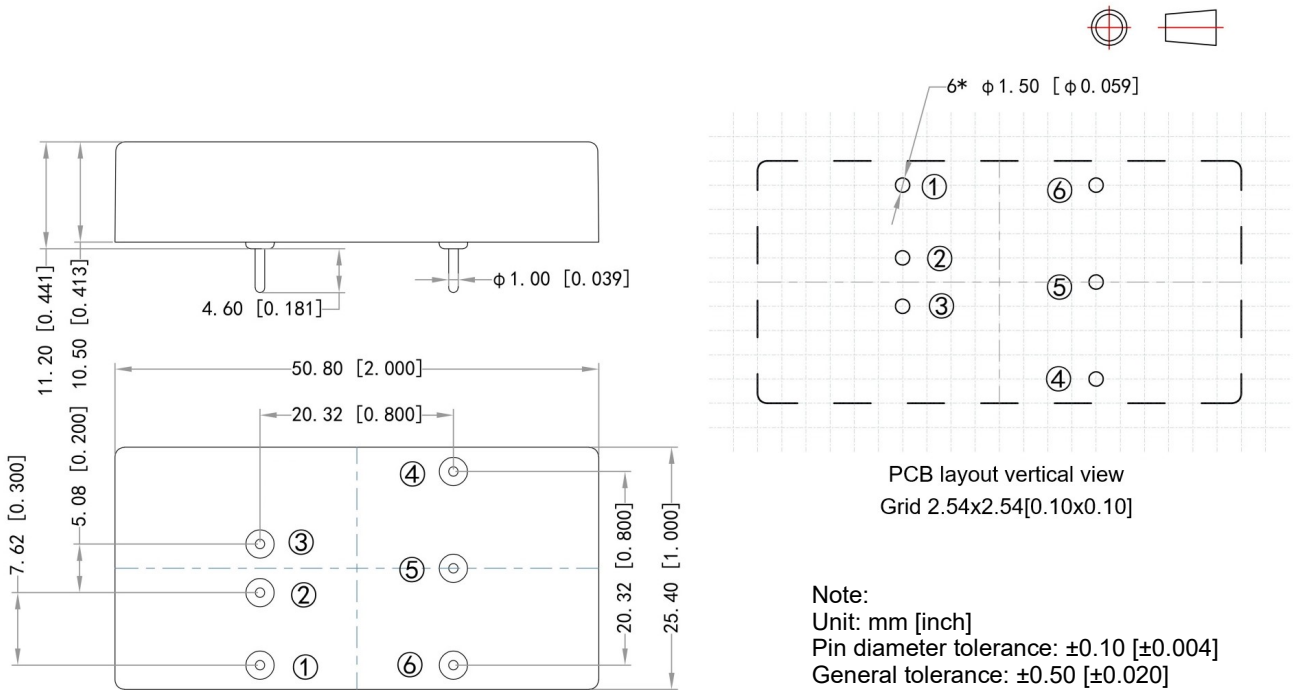 6* φ1.50 [φ0.059]
① ⑥
②
⑤
③
④
PCB layout vertical view
Grid 2.54x2.54[0.10x0.10]
11.20 [0.441]
10.50 [0.413]
4.60 [0.181]
φ1.00 [0.039]
50.80 [2.000]
20.32 [0.800]
5.08 [0.200]
7.62 [0.300]
④
③
⑤
②
① ⑥
20.32 [0.800]
25.40 [1.000]
Note:
Unit: mm [inch]
Pin diameter tolerance: ±0.10 [±0.004]
General tolerance: ±0.50 [±0.020]